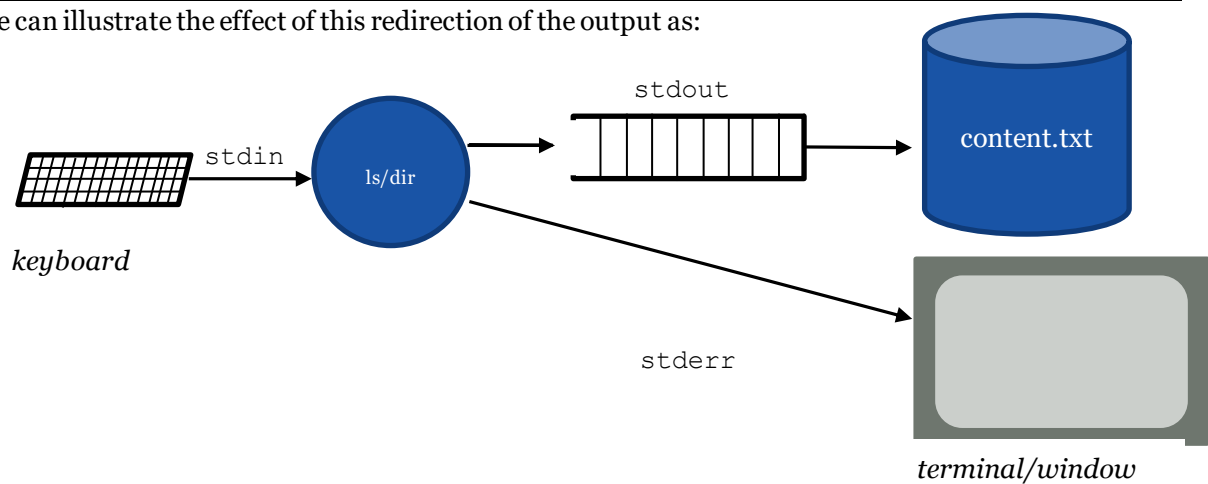 e can illustrate the effect of this redirection of the output as:
stdout
content.txt
stdin
ls/dir
keyboard
stderr
terminal/window